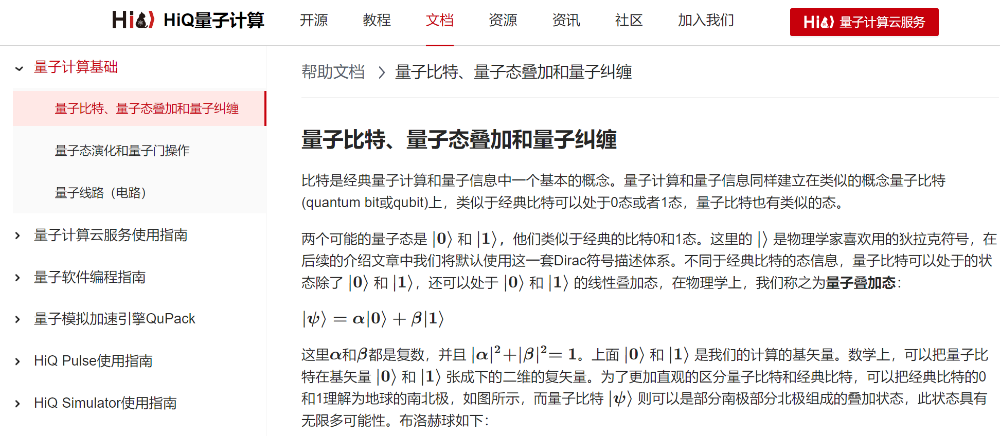 HiQ HiQ量子计算 开源 教程 文档 资源 资讯 社区 加入我们 HiQ 量子计算云服务
量子计算基础
量子比特、量子态叠加和量子纠缠
量子态演化和量子门操作
量子线路（电路）
量子计算云服务使用指南
量子软件编程指南
量子模拟加速引擎QuPack
HiQ Pulse使用指南
HiQ Simulator使用指南
帮助文档 > 量子比特、量子态叠加和量子纠缠
量子比特、量子态叠加和量子纠缠
比特是经典量子计算和量子信息中一个基本的概念。量子计算和量子信息同样建立在类似的概念量子比特
(quantum bit或qubit)上，类似于经典比特可以处于0态或者1态，量子比特也有类似的态。
两个可能的量子态是 |0⟩ 和 |1⟩，他们类似于经典的比特0和1态。这里的 |⟩ 是物理学家喜欢用的狄拉克符号，在
后续的介绍文章中我们将默认使用这一套Dirac符号描述体系。不同于经典比特的态信息，量子比特可以处于的状
态除了 |0⟩ 和 |1⟩，还可以处于 |0⟩ 和 |1⟩ 的线性叠加态，在物理学上，我们称之为量子叠加态：
|ψ⟩ = α|0⟩ + β|1⟩
这里α和β都是复数，并且 |α|²+|β|²= 1。上面 |0⟩ 和 |1⟩ 是我们的计算的基矢量。数学上，可以把量子比
特在基矢量 |0⟩ 和 |1⟩ 张成下的二维的复矢量。为了更加直观的区分量子比特和经典比特，可以把经典比特的0
和1理解为地球的南北极，如图所示，而量子比特 |ψ⟩ 则可以是部分南极部分北极组成的叠加状态，此状态具有
无限多可能性。布洛赫球如下：